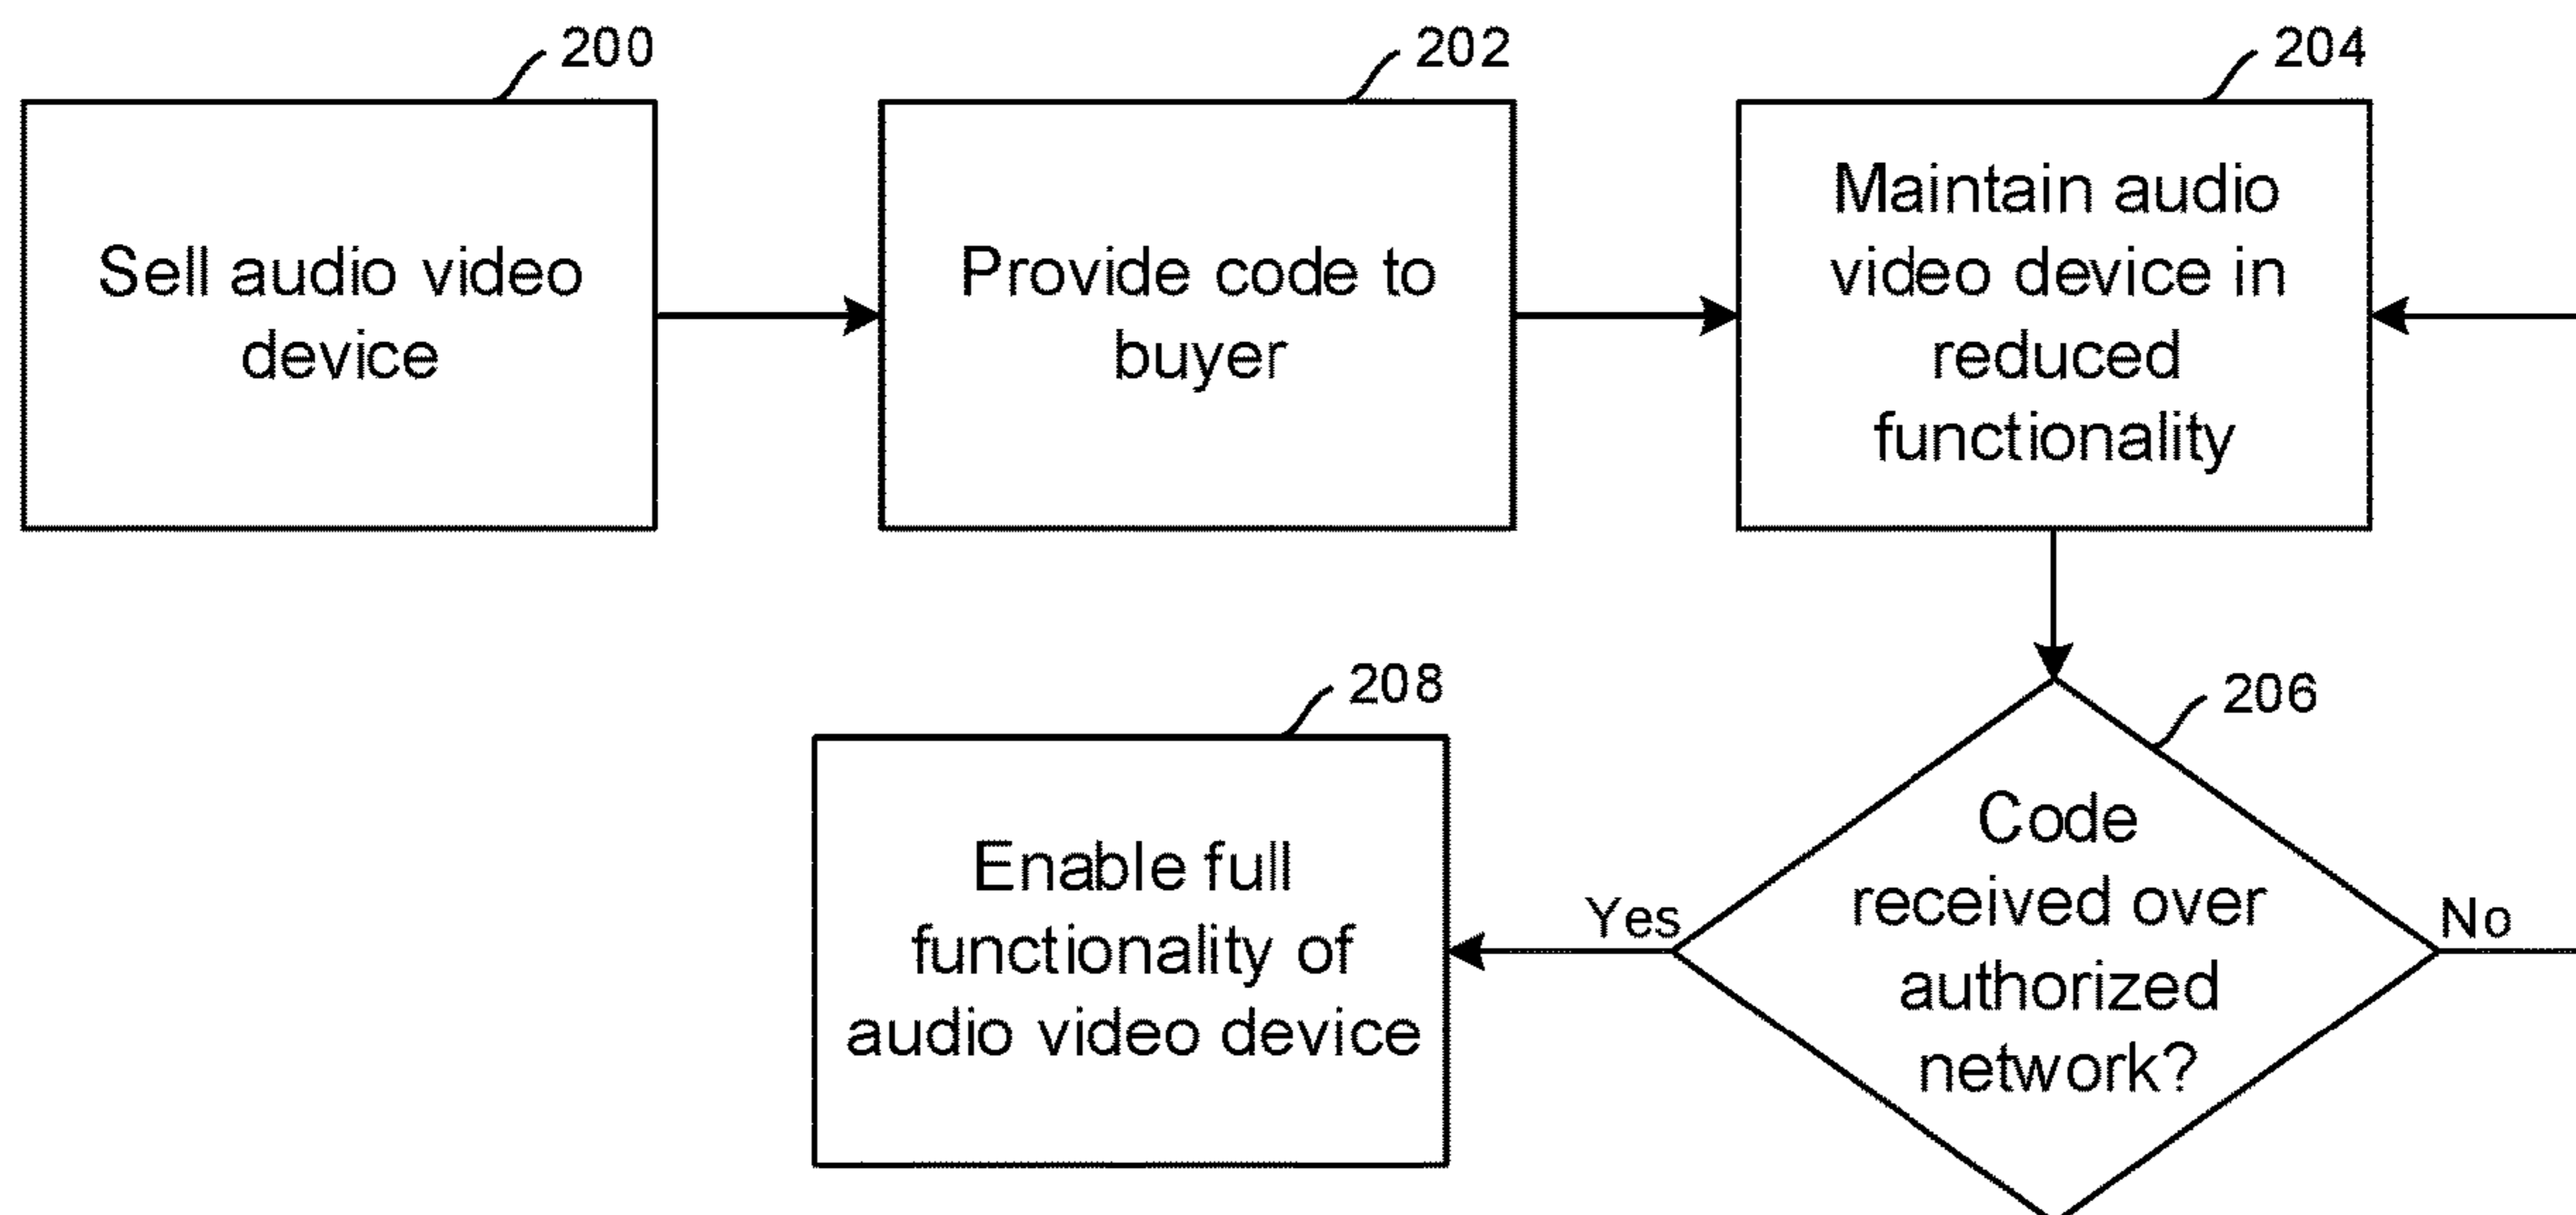 200
Sell audio video
device
202
Provide code to
buyer
204
Maintain audio
video device in
reduced
functionality
206
Code
received over
authorized
network?
Yes
No
208
Enable full
functionality of
audio video device